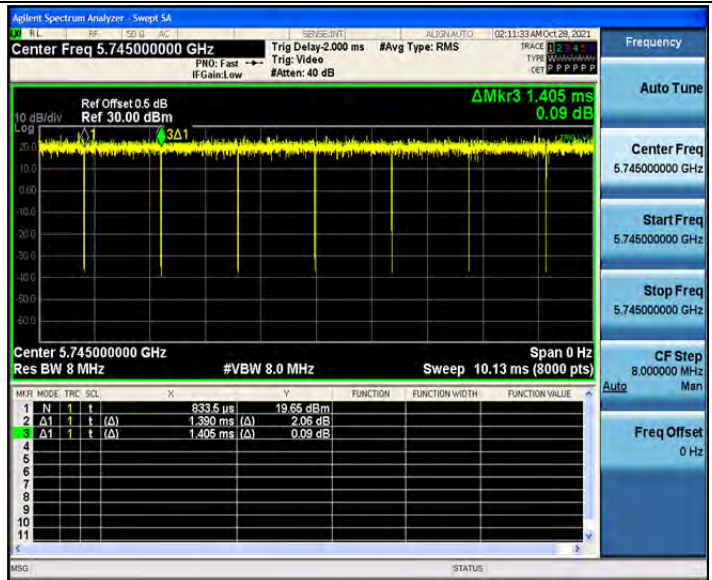 Agilent Spectrum Analyzer - Swept SA
RL RF 50 Ω AC SENSE:INT ALIGN AUTO 02:11:33 AM Oct 28, 2021
Center Freq 5.745000000 GHz
PNO: Fast
IFGain:Low
Trig Delay-2.000 ms
Trig: Video
#Atten: 40 dB
#Avg Type: RMS
TRACE 1 2 3 4 5 6
TYPE
DET P P P P P P
ΔMkr3 1.405 ms
0.09 dB
Ref Offset 0.5 dB
10 dB/div Ref 30.00 dBm
Log
1 3Δ1
20.0
10.0
0.00
-10.0
-20.0
-30.0
-40.0
-50.0
-60.0
Center 5.745000000 GHz Span 0 Hz
Res BW 8 MHz #VBW 8.0 MHz Sweep 10.13 ms (8000 pts)
MKR MODE TRC SCL X Y FUNCTION FUNCTION WIDTH FUNCTION VALUE
1 N 1 t 833.5 µs 19.65 dBm
2 Δ1 1 t (Δ) 1.390 ms (Δ) 2.06 dB
3 Δ1 1 t (Δ) 1.405 ms (Δ) 0.09 dB
4
5
6
7
8
9
10
11
MSG STATUS
Frequency
Auto Tune
Center Freq
5.745000000 GHz
Start Freq
5.745000000 GHz
Stop Freq
5.745000000 GHz
CF Step
8.000000 MHz
Auto Man
Freq Offset
0 Hz